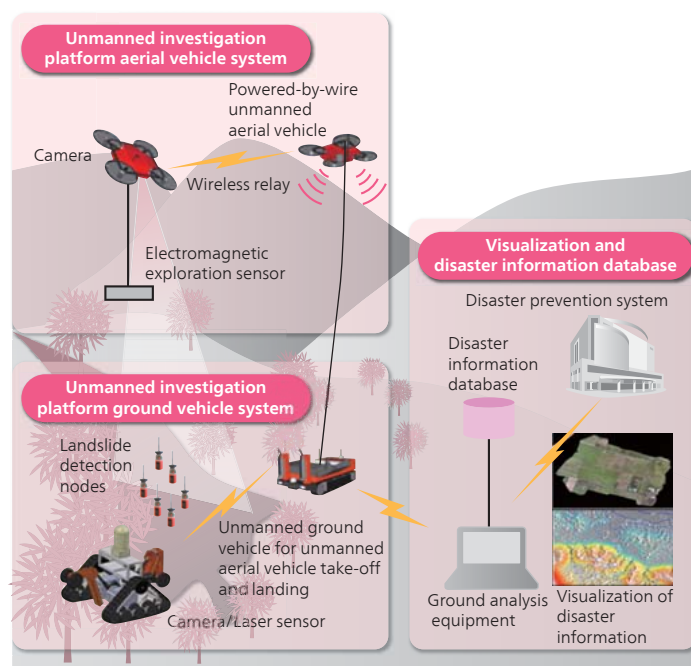 Unmanned investigation
platform aerial vehicle system
Powered-by-wire
unmanned
aerial vehicle
Camera
Wireless relay
Electromagnetic
exploration sensor
Visualization and
disaster information database
Disaster prevention system
Disaster
information
database
Unmanned investigation
platform ground vehicle system
Landslide
detection
nodes
Unmanned ground
vehicle for unmanned
aerial vehicle take-off
and landing
Camera/Laser sensor
Ground analysis
equipment
Visualization of
disaster
information